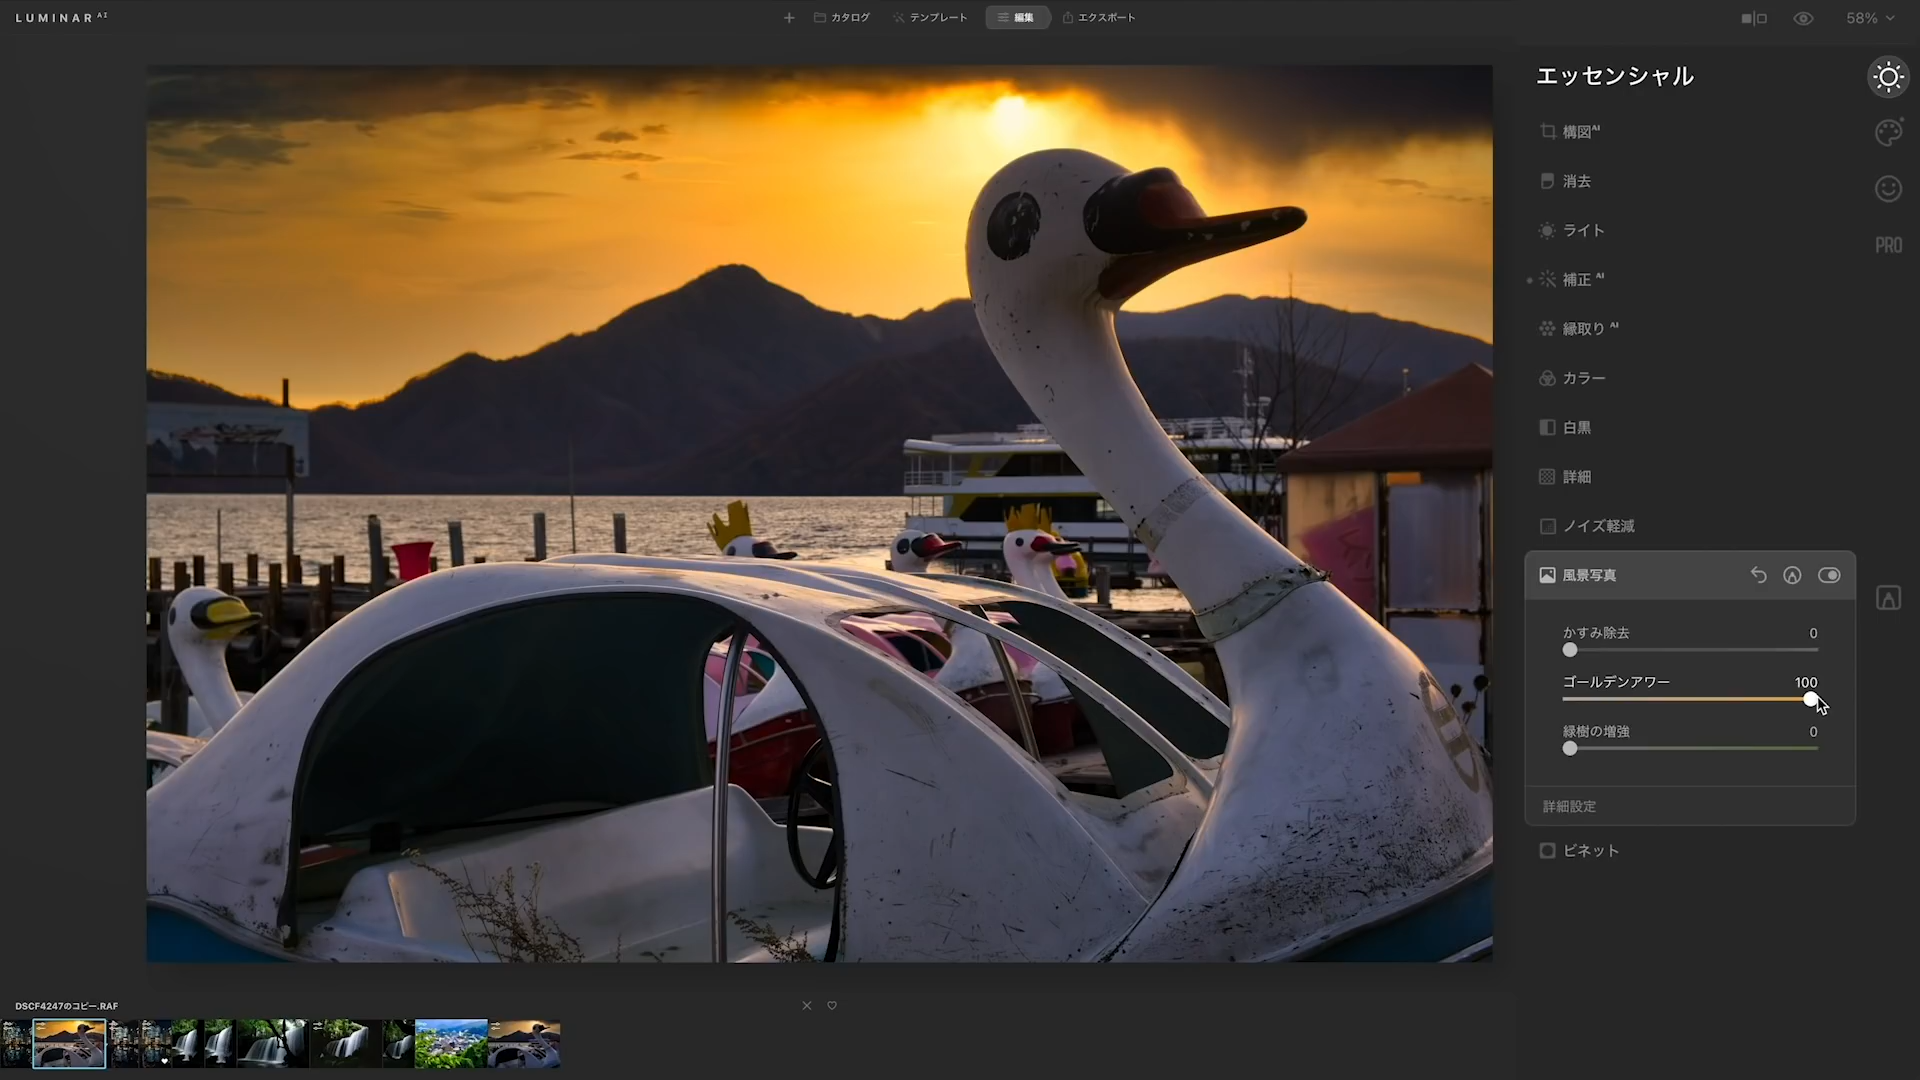 LUMINAR AI
カタログ
テンプレート
編集
エクスポート
58%
エッセンシャル
構図AI
消去
ライト
補正 AI
縁取り AI
カラー
白黒
詳細
ノイズ軽減
風景写真
かすみ除去 0
ゴールデンアワー 100
緑樹の増強 0
詳細設定
ビネット
PRO
DSCF4247のコピー.RAF